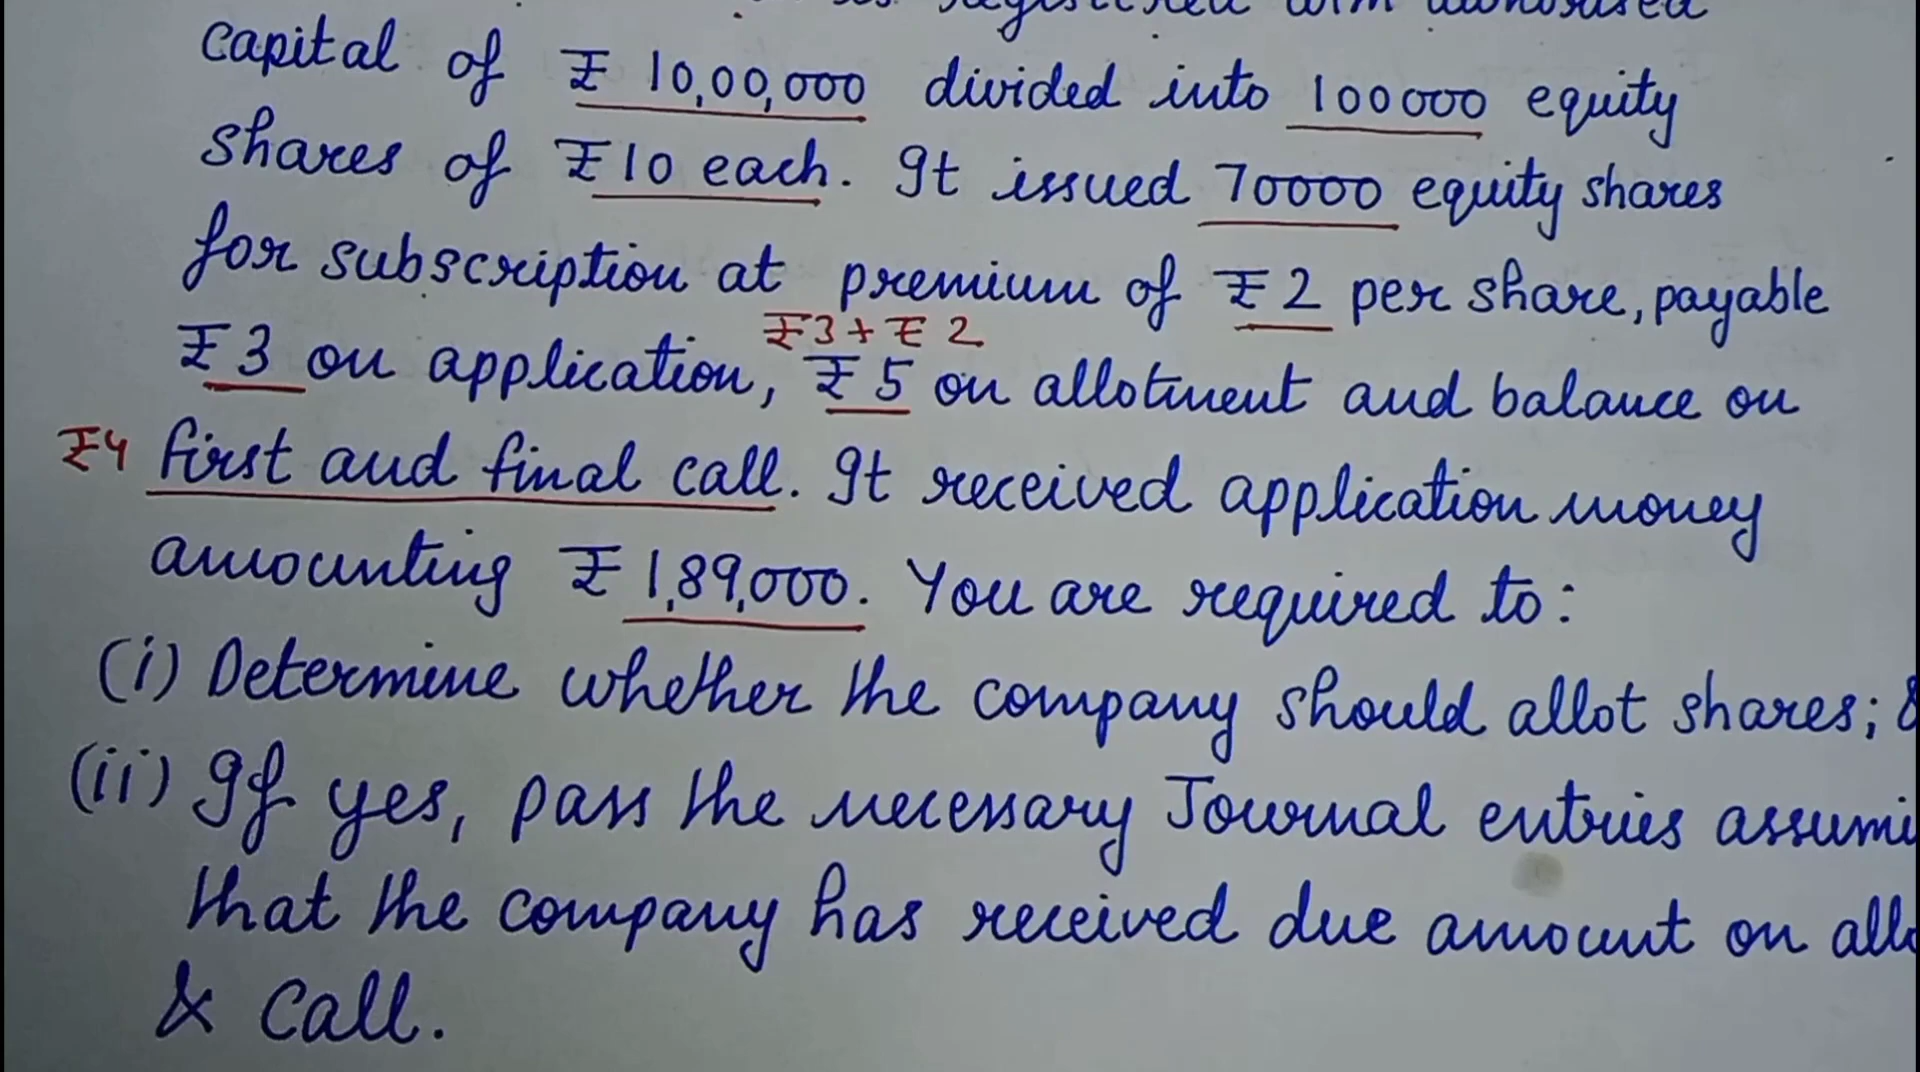 registered with authorised
capital of ₹ 10,00,000 divided into 100000 equity
shares of ₹10 each. It issued 70000 equity shares
for subscription at premium of ₹2 per share, payable
₹3+₹2
₹3 on application, ₹5 on allotment and balance on
₹4 first and final call. It received application money
amounting ₹1,89,000. You are required to:
(i) Determine whether the company should allot shares; &
(ii) If yes, pass the necessary Journal entries assumi
that the company has received due amount on allo
& Call.